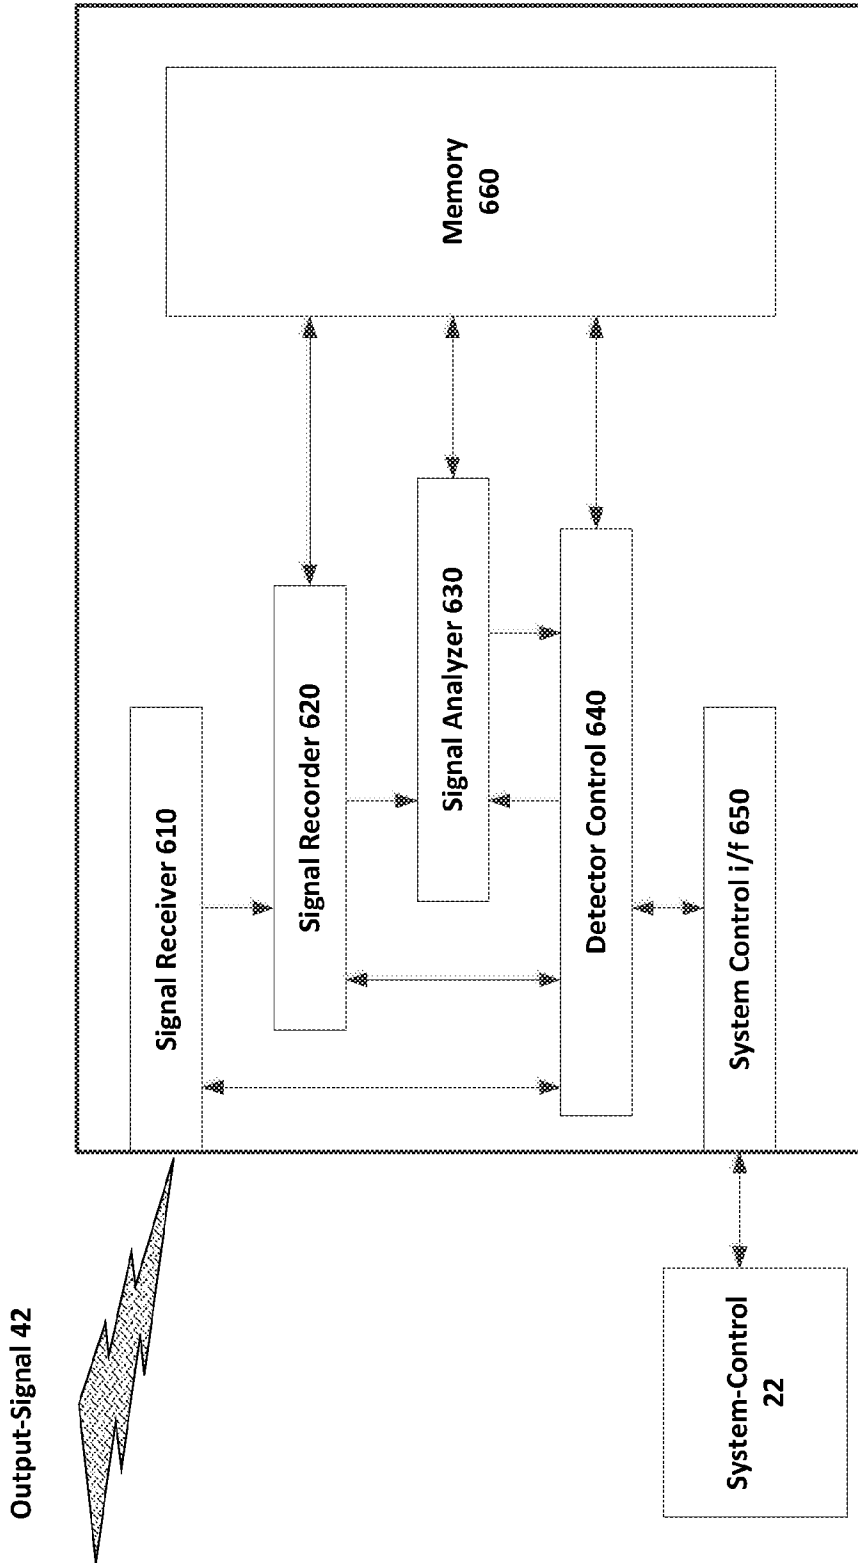 Output-Signal 42
Signal Receiver 610
Signal Recorder 620
Signal Analyzer 630
Detector Control 640
System Control i/f 650
Memory
660
System-Control
22